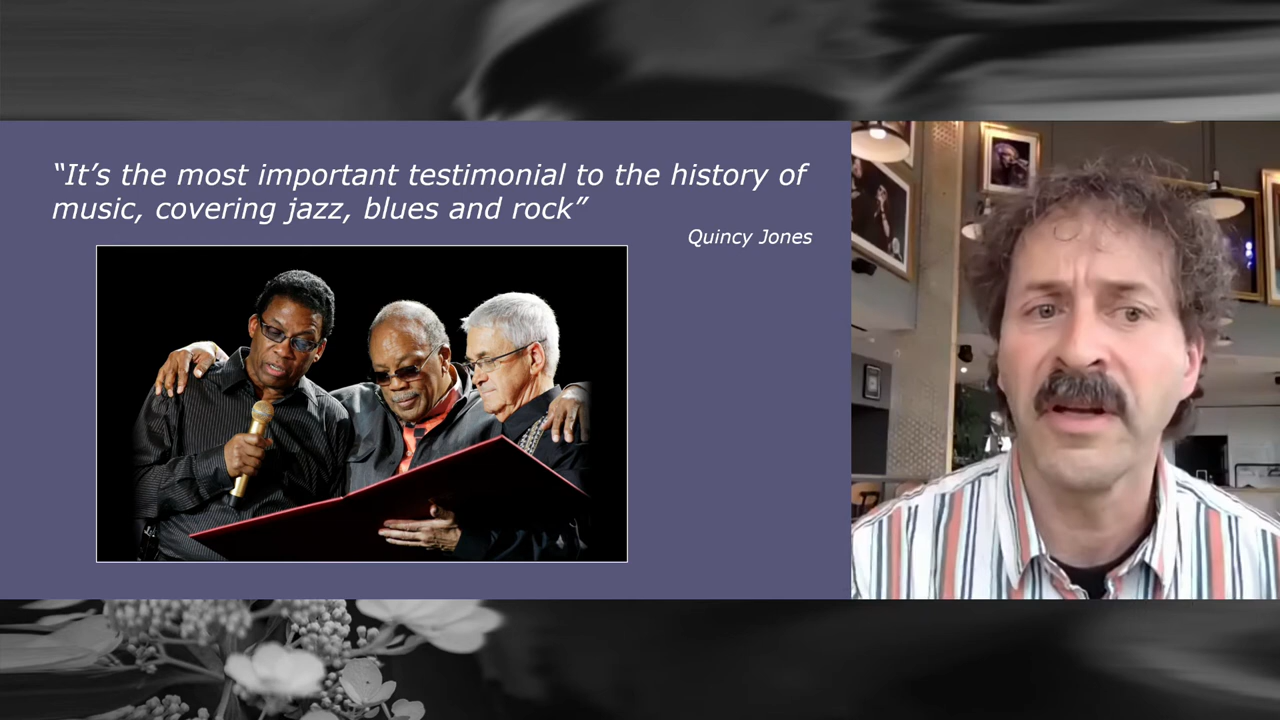 “It’s the most important testimonial to the history of
music, covering jazz, blues and rock”
Quincy Jones